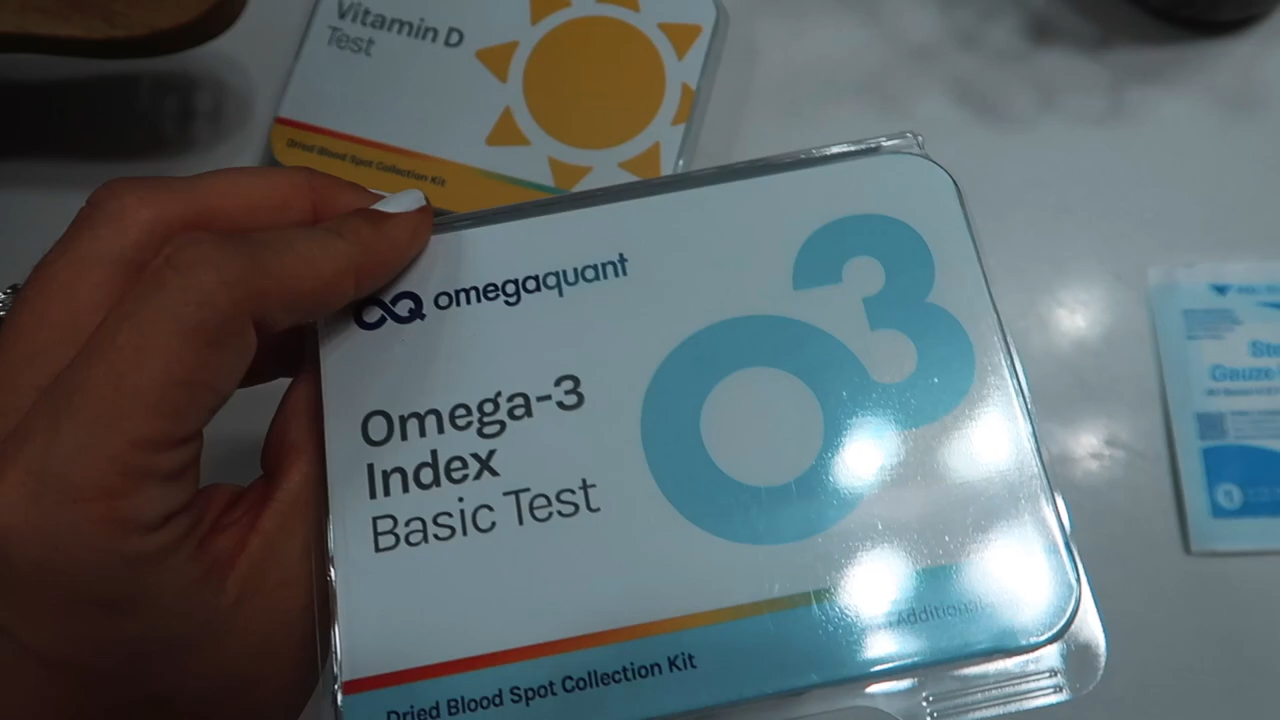 Vitamin D
Test
Dried Blood Spot Collection Kit
omegaquant
O3
Omega-3
Index
Basic Test
Additional
Dried Blood Spot Collection Kit
Gauze